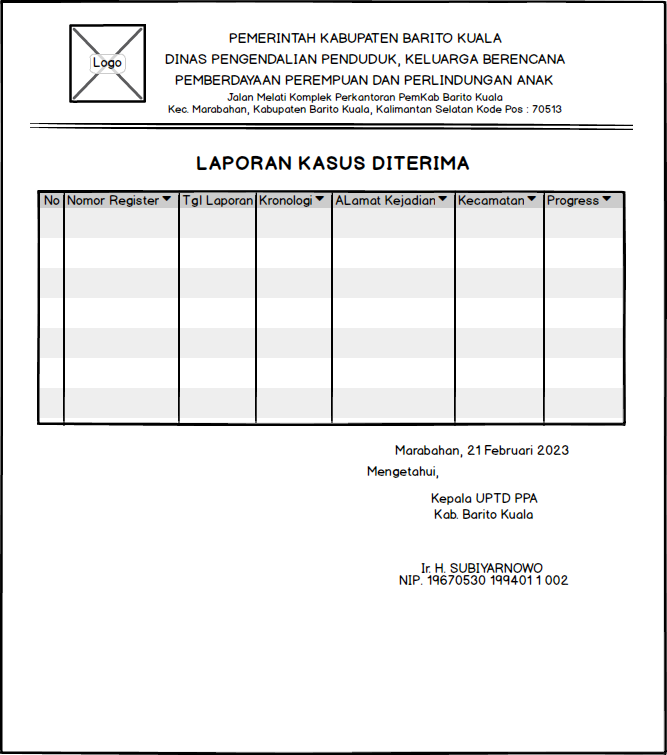 Logo
PEMERINTAH KABUPATEN BARITO KUALA
DINAS PENGENDALIAN PENDUDUK, KELUARGA BERENCANA
PEMBERDAYAAN PEREMPUAN DAN PERLINDUNGAN ANAK
Jalan Melati Komplek Perkantoran PemKab Barito Kuala
Kec. Marabahan, Kabupaten Barito Kuala, Kalimantan Selatan Kode Pos : 70513
LAPORAN KASUS DITERIMA
No Nomor Register Tgl Laporan Kronologi ALamat Kejadian Kecamatan Progress
Marabahan, 21 Februari 2023
Mengetahui,
Kepala UPTD PPA
Kab. Barito Kuala
Ir. H. SUBIYARNOWO
NIP. 19670530 199401 1 002